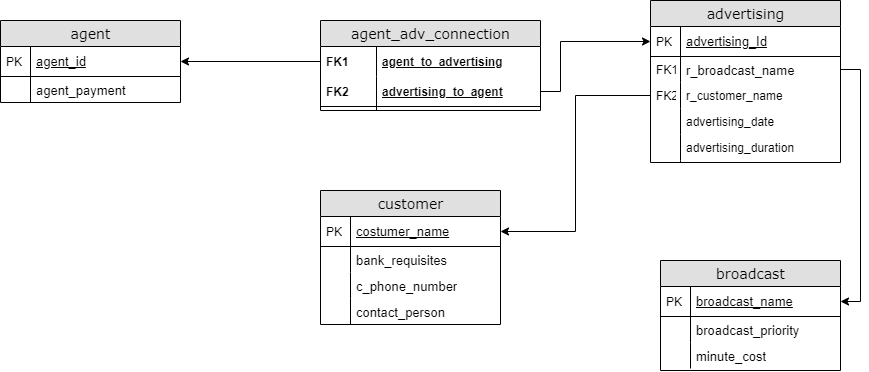 agent
PK agent_id
agent_payment
agent_adv_connection
FK1 agent_to_advertising
FK2 advertising_to_agent
advertising
PK advertising_Id
FK1 r_broadcast_name
FK2 r_customer_name
advertising_date
advertising_duration
customer
PK costumer_name
bank_requisites
c_phone_number
contact_person
broadcast
PK broadcast_name
broadcast_priority
minute_cost